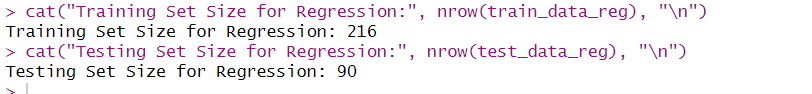 > cat("Training Set Size for Regression:", nrow(train_data_reg), "\n")
Training Set Size for Regression: 216
> cat("Testing Set Size for Regression:", nrow(test_data_reg), "\n")
Testing Set Size for Regression: 90
>